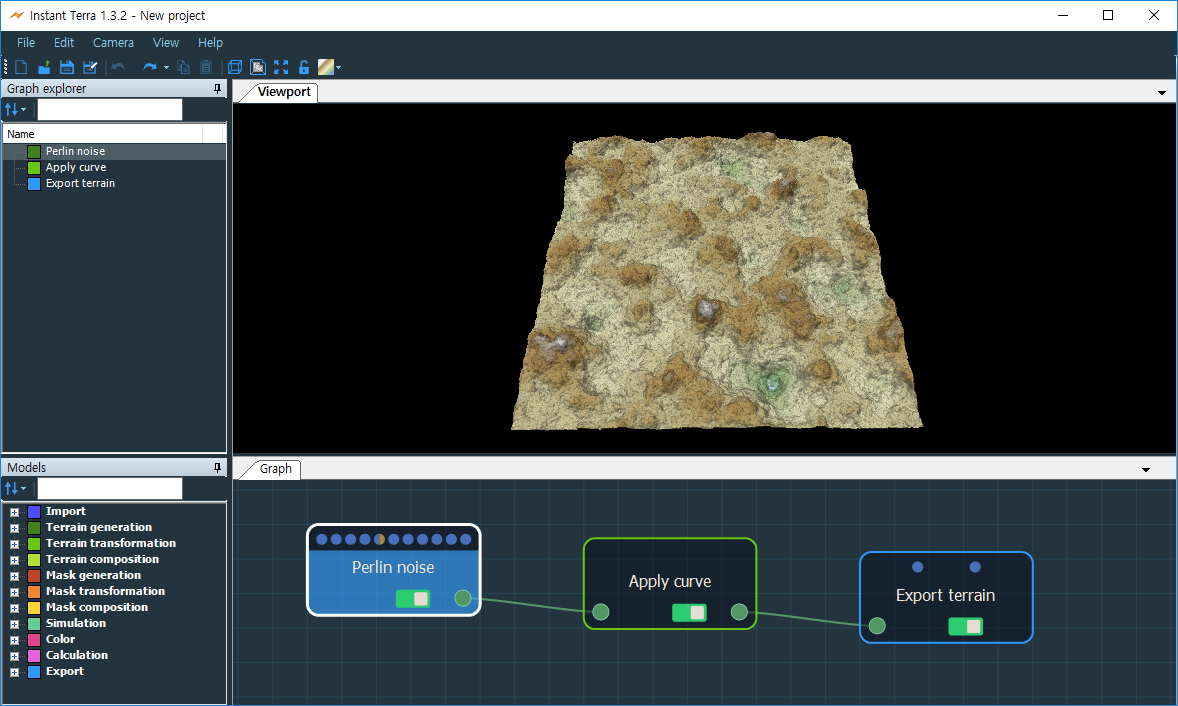 Instant Terra 1.3.2 - New project
File Edit Camera View Help
Graph explorer
Name
Perlin noise
Apply curve
Export terrain
Viewport
Models
Import
Terrain generation
Terrain transformation
Terrain composition
Mask generation
Mask transformation
Mask composition
Simulation
Color
Calculation
Export
Graph
Perlin noise
Apply curve
Export terrain